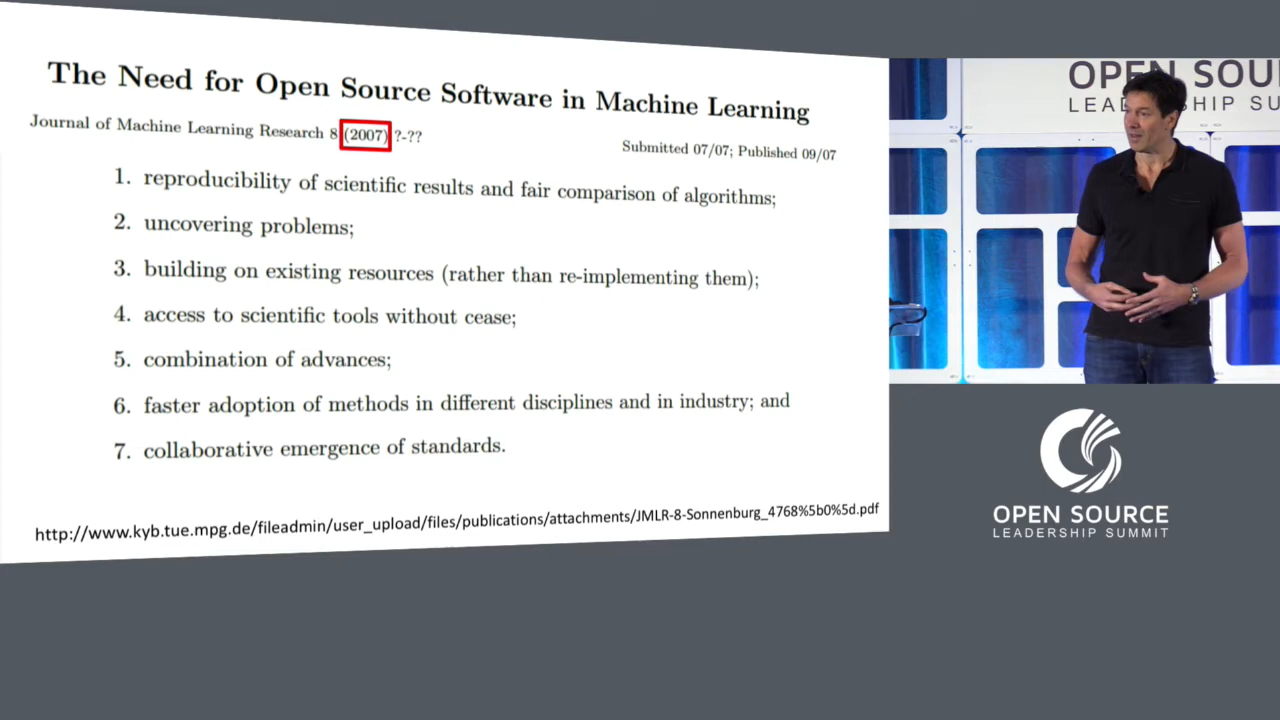 The Need for Open Source Software in Machine Learning
Journal of Machine Learning Research 8 (2007) ?-??
Submitted 07/07; Published 09/07
1. reproducibility of scientific results and fair comparison of algorithms;
2. uncovering problems;
3. building on existing resources (rather than re-implementing them);
4. access to scientific tools without cease;
5. combination of advances;
6. faster adoption of methods in different disciplines and in industry; and
7. collaborative emergence of standards.
http://www.kyb.tue.mpg.de/fileadmin/user_upload/files/publications/attachments/JMLR-8-Sonnenburg_4768%5b0%5d.pdf
OPEN SOU
LEADERSHIP SU
OPEN SOURCE
LEADERSHIP SUMMIT